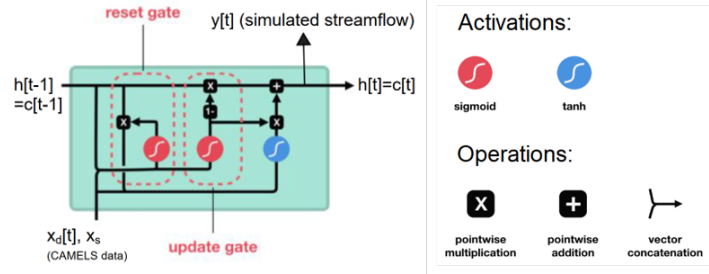 reset gate
y[t] (simulated streamflow)
h[t-1]
=c[t-1]
h[t]=c[t]
x
+
1-
x
x
xd[t], xs
(CAMELS data)
update gate
Activations:
sigmoid
tanh
Operations:
x
+
pointwise
multiplication
pointwise
addition
vector
concatenation